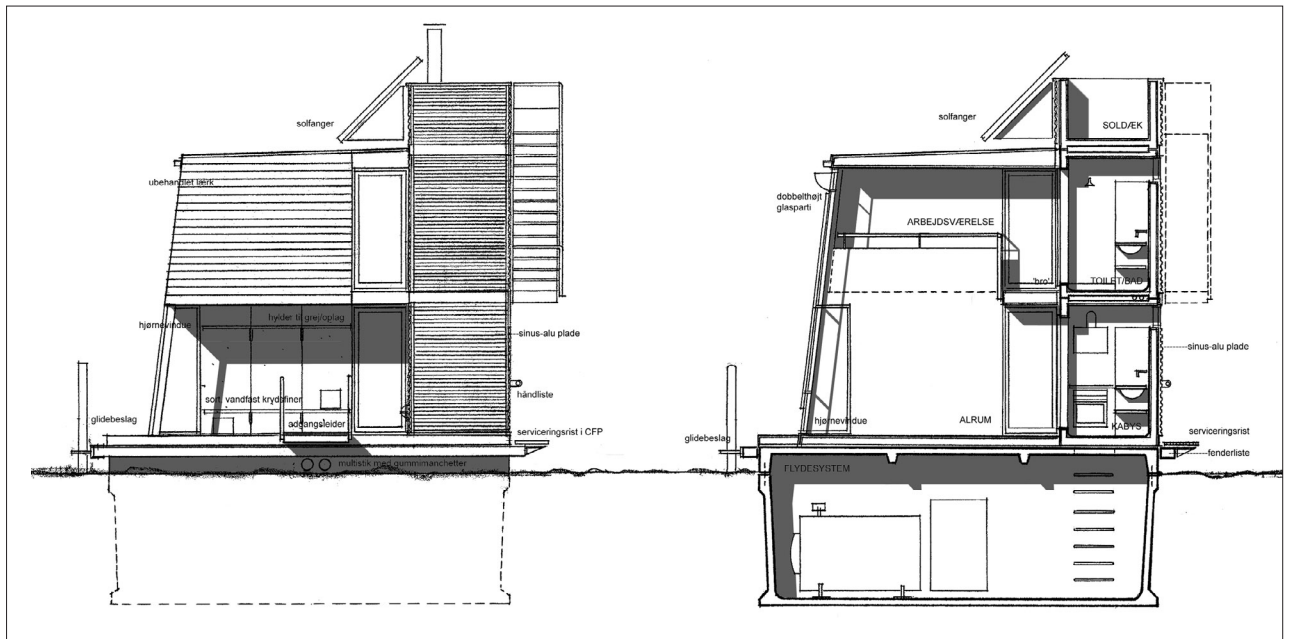 solfanger
ubehandlet lærk
hjørnevindue
hylder til grej/oplag
sinus-alu plade
håndliste
sort, vandfast krydsfiner
glidebeslag
adgangsleider
serviceringsrist i CFP
multistik med gummimanchetter
solfanger
SOLDÆK
dobbelthøjt
glasparti
ARBEJDSVÆRELSE
'bro'
TOILET/BAD
sinus-alu plade
hjørnevindue
ALRUM
KABYS
glidebeslag
serviceringsrist
fenderliste
FLYDESYSTEM